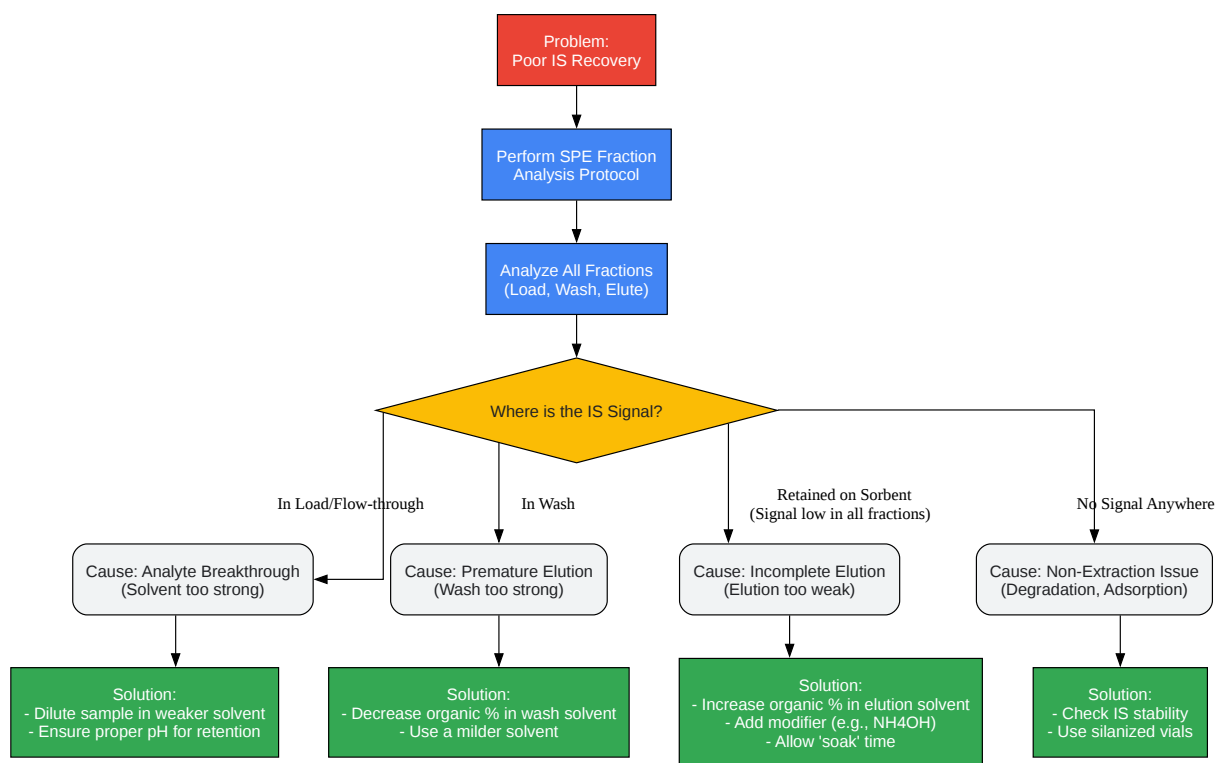 Problem:
Poor IS Recovery
Perform SPE Fraction
Analysis Protocol
Analyze All Fractions
(Load, Wash, Elute)
Where is the IS Signal?
In Load/Flow-through
In Wash
Retained on Sorbent
(Signal low in all fractions)
No Signal Anywhere
Cause: Analyte Breakthrough
(Solvent too strong)
Cause: Premature Elution
(Wash too strong)
Cause: Incomplete Elution
(Elution too weak)
Cause: Non-Extraction Issue
(Degradation, Adsorption)
Solution:
- Dilute sample in weaker solvent
- Ensure proper pH for retention
Solution:
- Decrease organic % in wash solvent
- Use a milder solvent
Solution:
- Increase organic % in elution solvent
- Add modifier (e.g., NH4OH)
- Allow 'soak' time
Solution:
- Check IS stability
- Use silanized vials